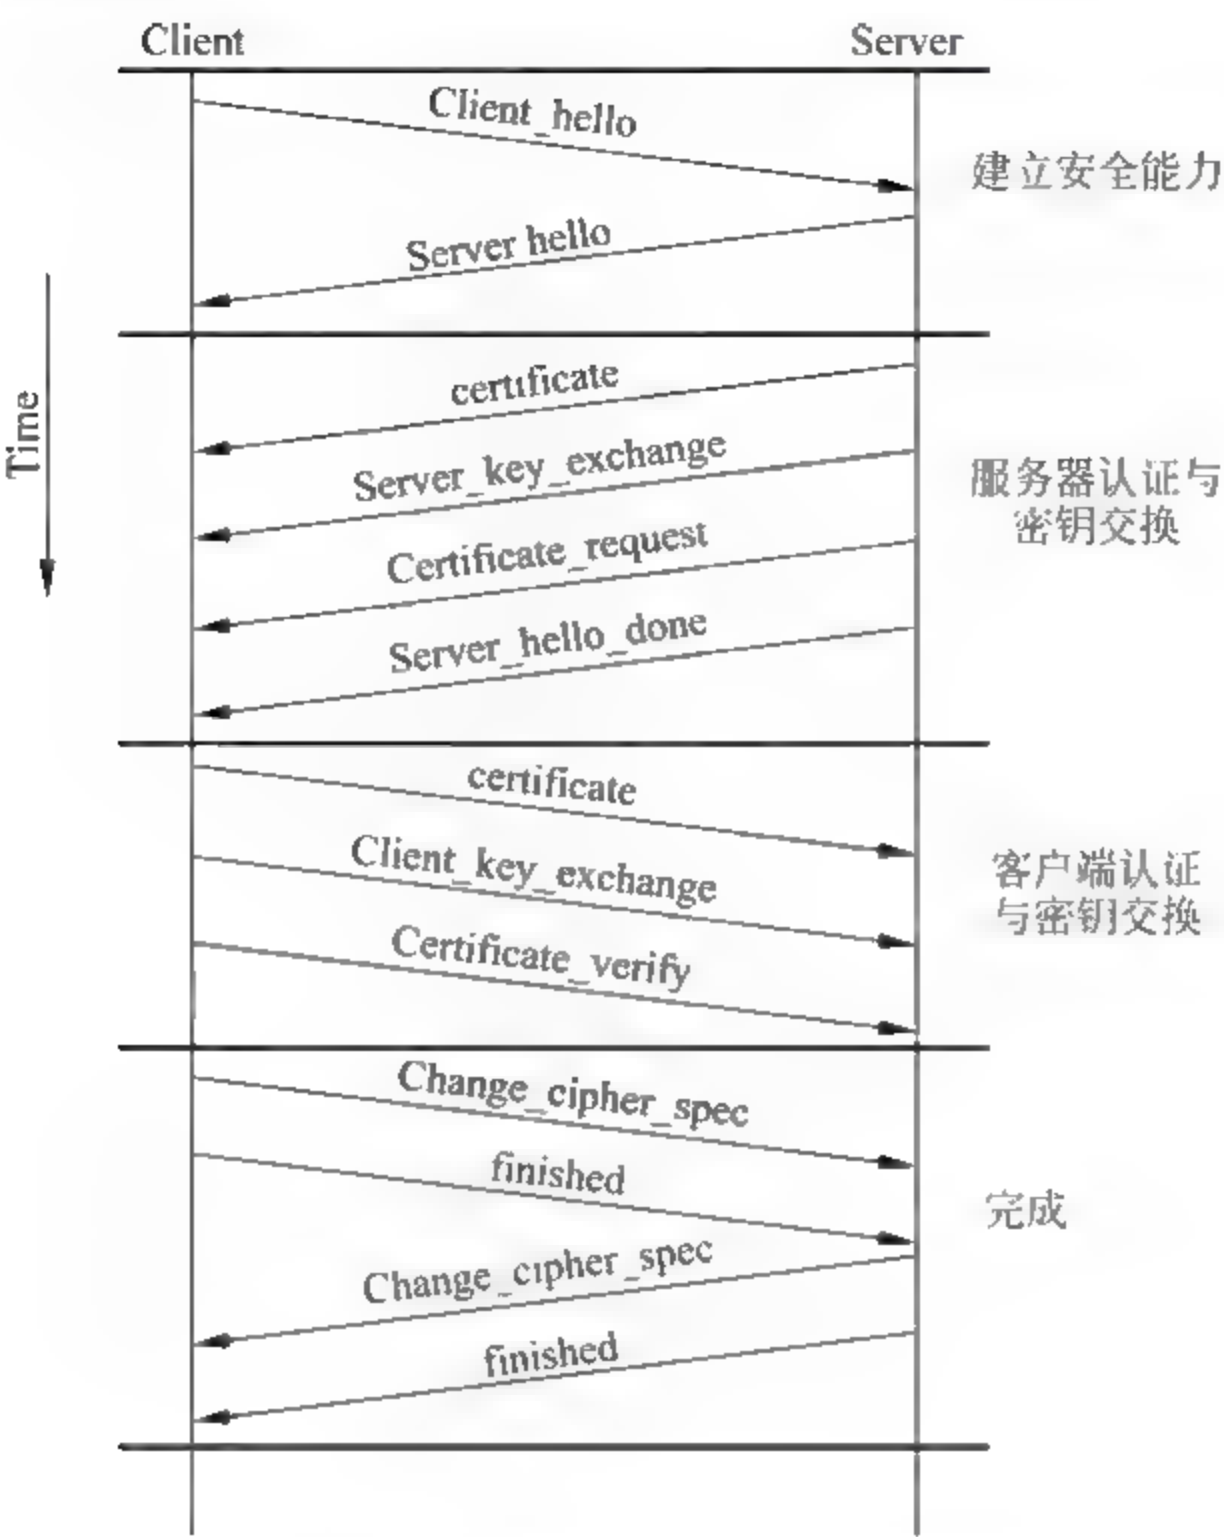 Client
Server
Client_hello
建立安全能力
Server hello
Time
certificate
Server_key_exchange
服务器认证与
密钥交换
Certificate_request
Server_hello_done
certificate
Client_key_exchange
客户端认证
与密钥交换
Certificate_verify
Change_cipher_spec
finished
完成
Change_cipher_spec
finished